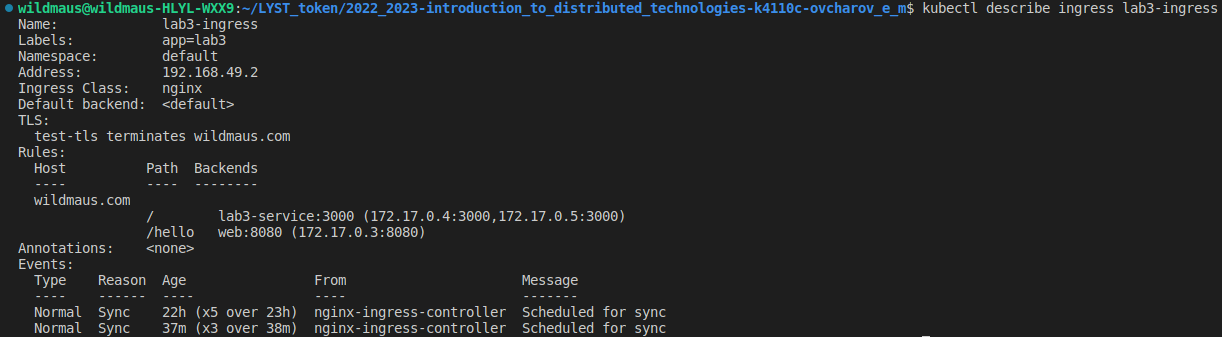 wildmaus@wildmaus-HLYL-WXX9:~/LYST_token/2022_2023-introduction_to_distributed_technologies-k4110c-ovcharov_e_m$ kubectl describe ingress lab3-ingress
Name:             lab3-ingress
Labels:           app=lab3
Namespace:        default
Address:          192.168.49.2
Ingress Class:    nginx
Default backend:  <default>
TLS:
  test-tls terminates wildmaus.com
Rules:
  Host          Path  Backends
  ----          ----  --------
  wildmaus.com
                /        lab3-service:3000 (172.17.0.4:3000,172.17.0.5:3000)
                /hello   web:8080 (172.17.0.3:8080)
Annotations:    <none>
Events:
  Type    Reason  Age                From                      Message
  ----    ------  ----               ----                      -------
  Normal  Sync    22h (x5 over 23h)  nginx-ingress-controller  Scheduled for sync
  Normal  Sync    37m (x3 over 38m)  nginx-ingress-controller  Scheduled for sync